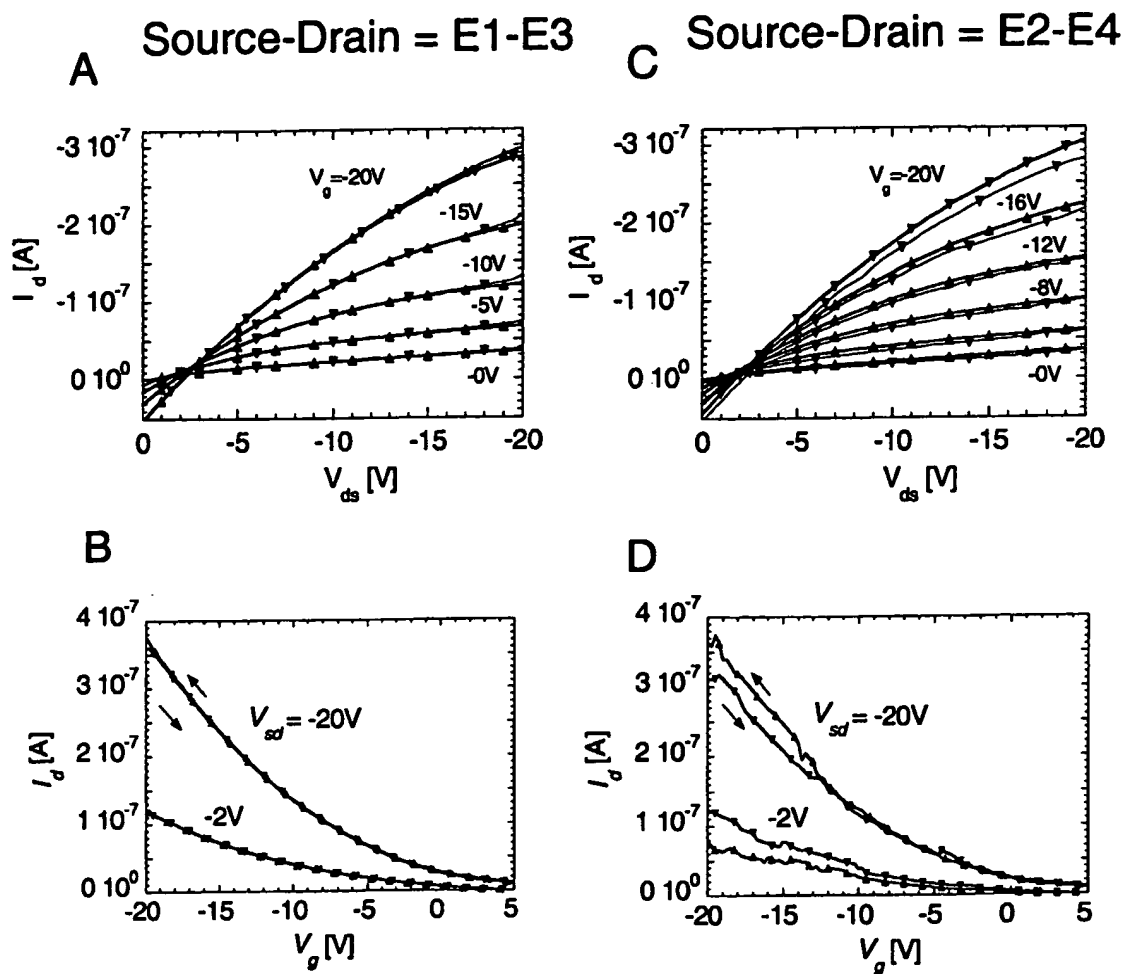 Source-Drain = E1-E3
Source-Drain = E2-E4
A
-3 10^-7
-2 10^-7
-1 10^-7
0 10^0
I_d [A]
V_g=-20V
-15V
-10V
-5V
-0V
0 -5 -10 -15 -20
V_ds [V]
C
-3 10^-7
-2 10^-7
-1 10^-7
0 10^0
I_d [A]
V_g=-20V
-16V
-12V
-8V
-0V
0 -5 -10 -15 -20
V_ds [V]
B
4 10^-7
3 10^-7
2 10^-7
1 10^-7
0 10^0
I_d [A]
V_sd = -20V
-2V
-20 -15 -10 -5 0 5
V_g [V]
D
4 10^-7
3 10^-7
2 10^-7
1 10^-7
0 10^0
I_d [A]
V_sd = -20V
-2V
-20 -15 -10 -5 0 5
V_g [V]